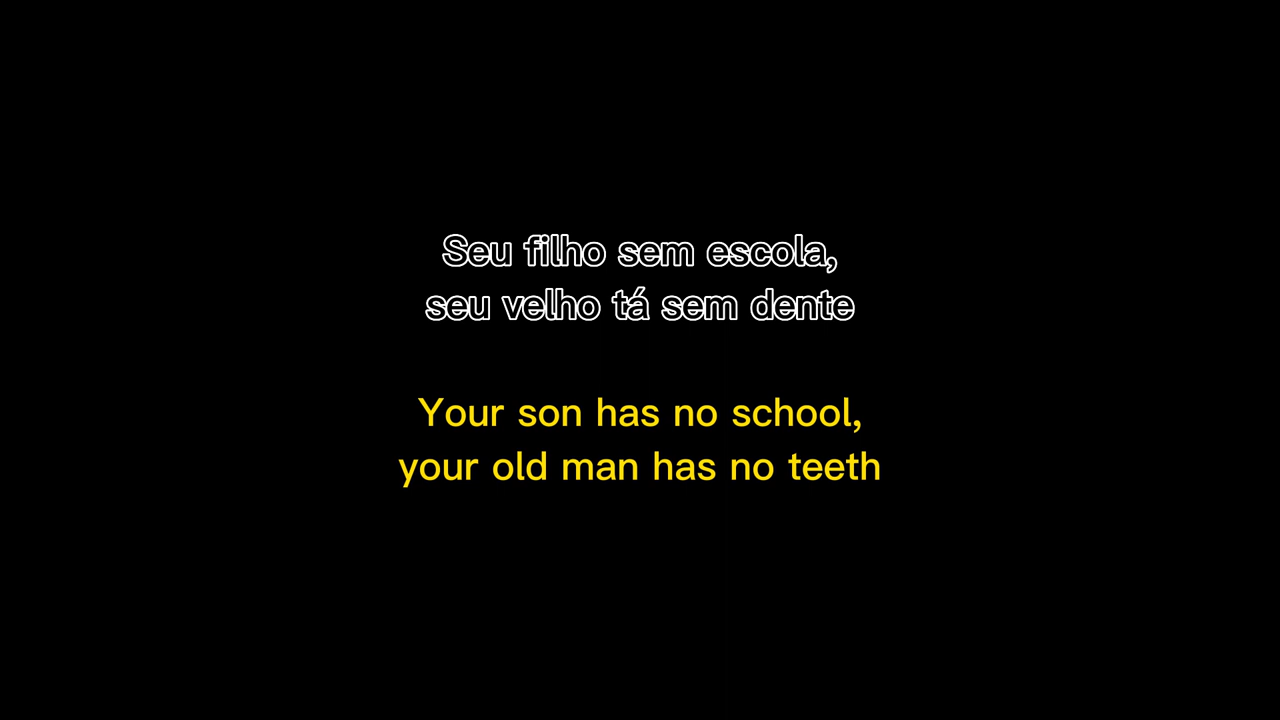 Seu filho sem escola,
seu velho tá sem dente
Your son has no school,
your old man has no teeth